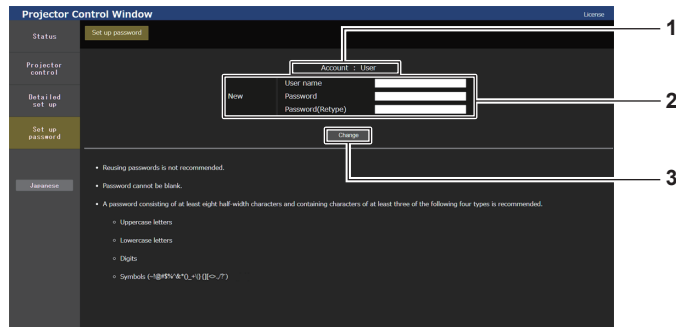 Projector Control Window
License
Status
Set up password
1
Projector
control
Account : User
User name
New
Password
Password(Retype)
2
Detailed
set up
Set up
password
Change
Reusing passwords is not recommended.
3
Japanese
Password cannot be blank.
A password consisting of at least eight half-width characters and containing characters of at least three of the following four types is recommended.
Uppercase letters
Lowercase letters
Digits
Symbols